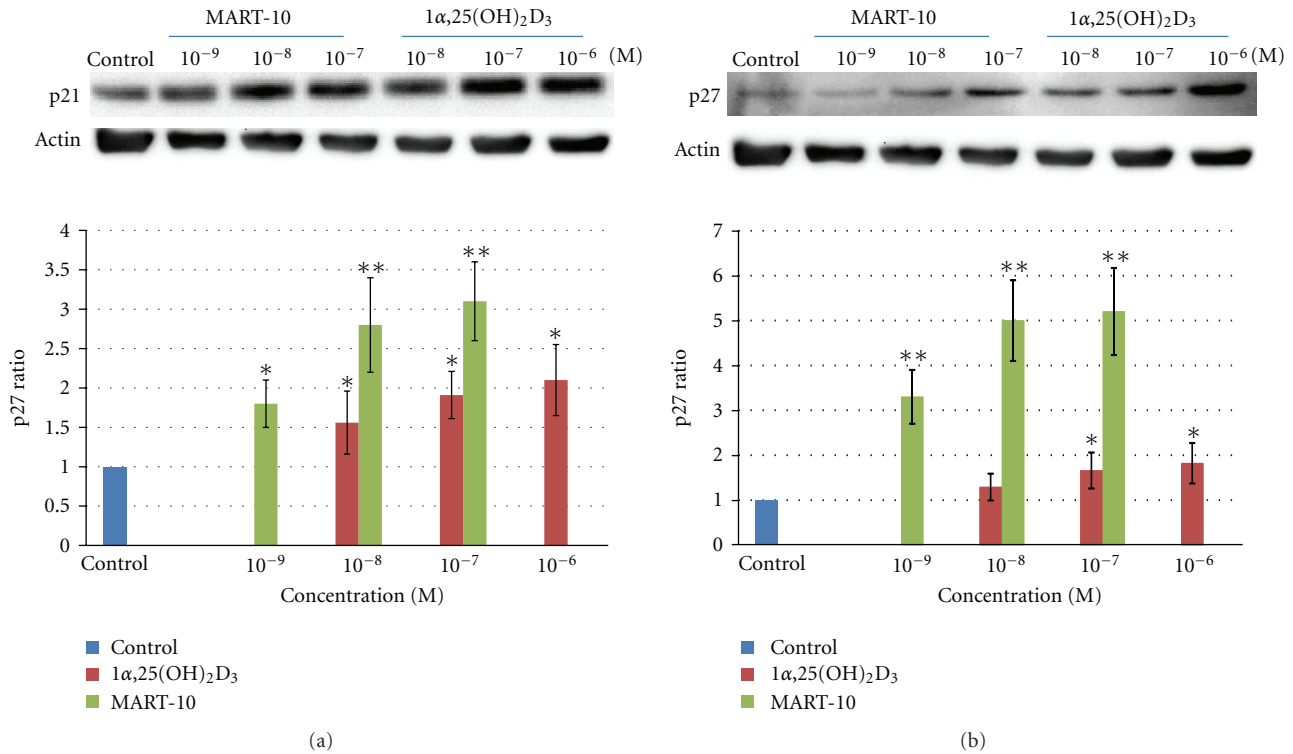 MART-10 1α,25(OH)₂D₃
Control 10⁻⁹ 10⁻⁸ 10⁻⁷ 10⁻⁸ 10⁻⁷ 10⁻⁶ (M)
p21
Actin
4
3.5
3
2.5
2
1.5
1
0.5
0
p27 ratio
* * ** * ** *
Control 10⁻⁹ 10⁻⁸ 10⁻⁷ 10⁻⁶
Concentration (M)
Control
1α,25(OH)₂D₃
MART-10
(a)
MART-10 1α,25(OH)₂D₃
Control 10⁻⁹ 10⁻⁸ 10⁻⁷ 10⁻⁸ 10⁻⁷ 10⁻⁶ (M)
p27
Actin
7
6
5
4
3
2
1
0
p27 ratio
** ** * ** *
Control 10⁻⁹ 10⁻⁸ 10⁻⁷ 10⁻⁶
Concentration (M)
Control
1α,25(OH)₂D₃
MART-10
(b)